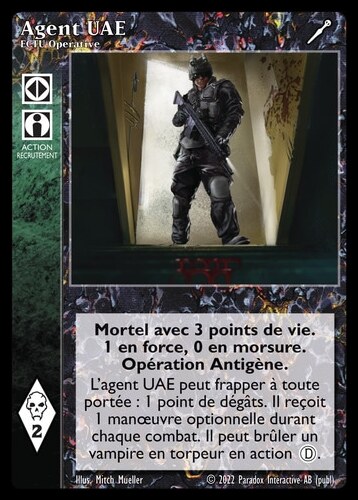 Agent UAE
ECTU Operative
ACTION
RECRUTEMENT
Mortel avec 3 points de vie.
1 en force, 0 en morsure.
Opération Antigène.
L'agent UAE peut frapper à toute
portée : 1 point de dégâts. Il reçoit
1 manœuvre optionnelle durant
chaque combat. Il peut brûler un
vampire en torpeur en action Ⓓ.
2
Illus. Mitch Mueller
© 2022 Paradox Interactive AB (publ)